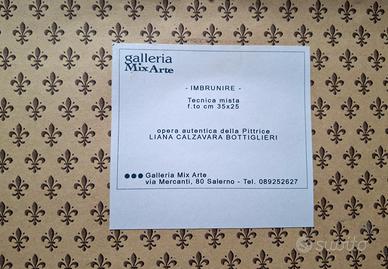 galleria
Mix Arte
- IMBRUNIRE -
Tecnica mista
f.to cm 35x25
opera autentica della Pittrice
LIANA CALZAVARA BOTTIGLIERI
Galleria Mix Arte
via Mercanti, 80 Salerno - Tel. 089252627
subito